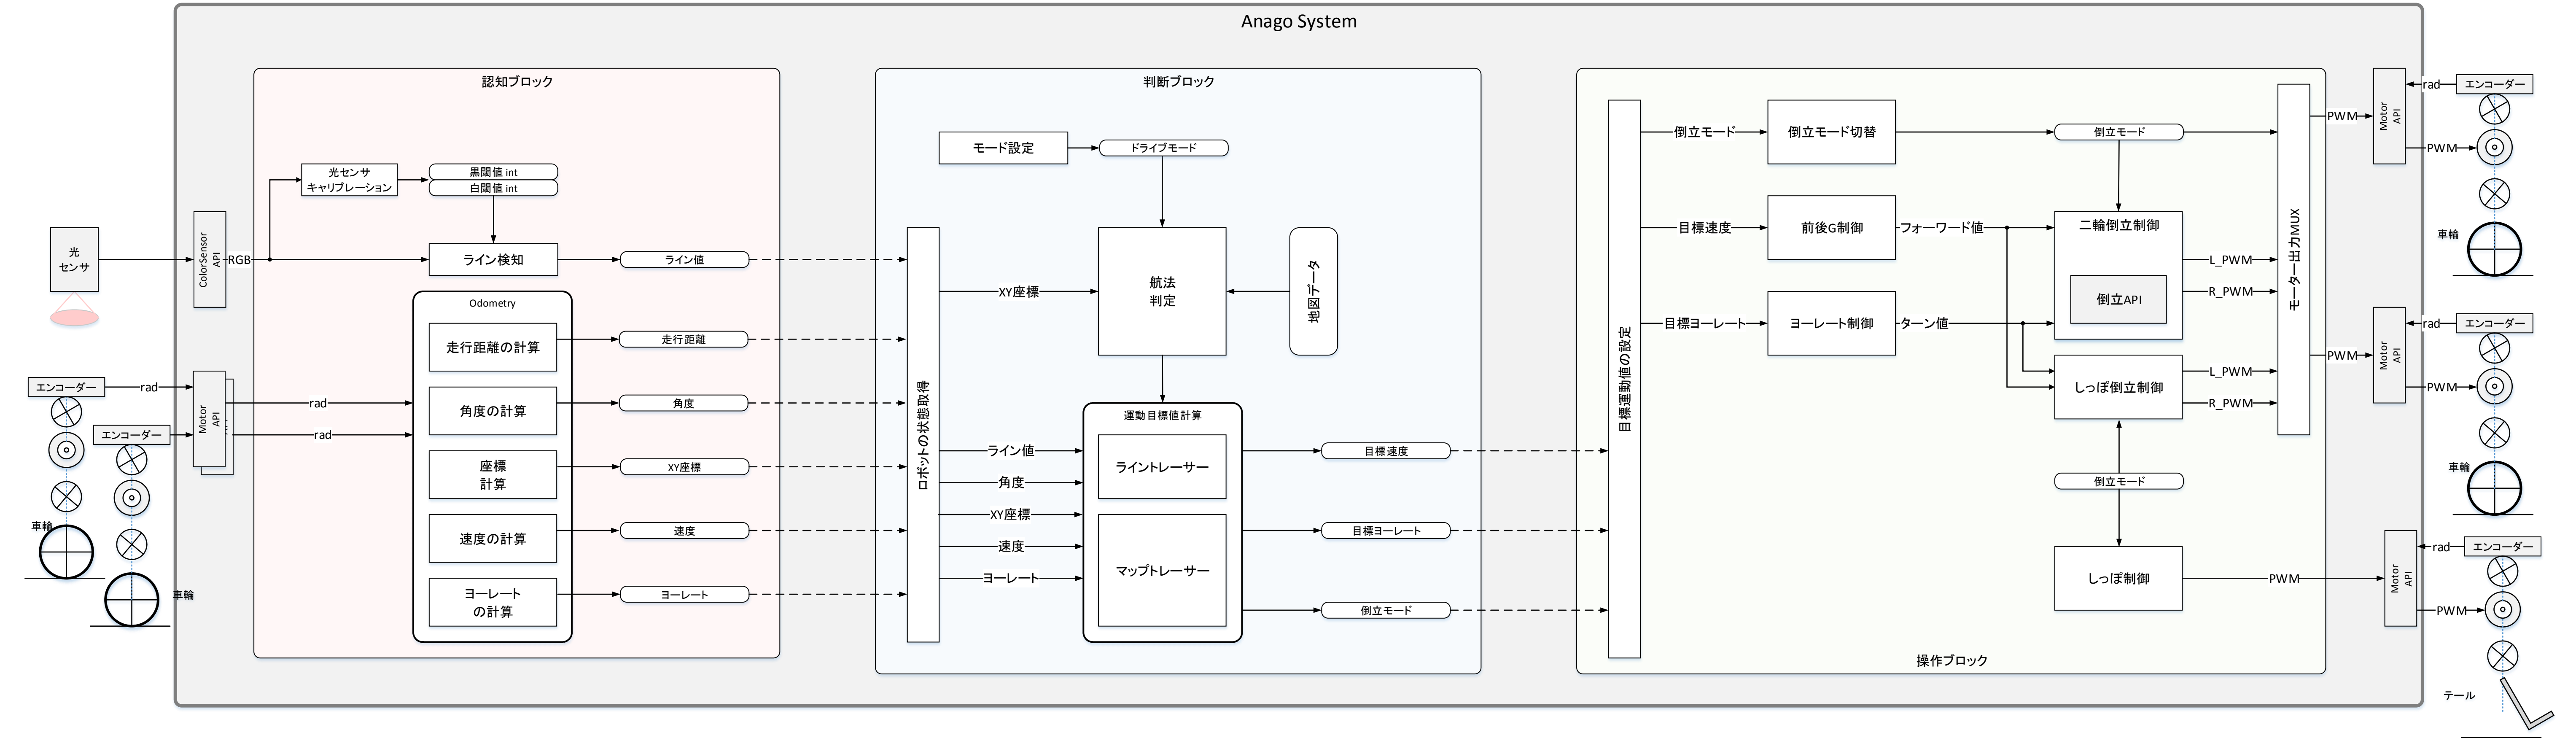 Anago System
認知ブロック
光センサ
キャリブレーション
黒閾値 int
白閾値 int
光
センサ
ColorSensor
API
RGB
ライン検知
ライン値
Odometry
走行距離の計算
走行距離
角度の計算
角度
座標
計算
XY座標
速度の計算
速度
ヨーレート
の計算
ヨーレート
エンコーダー
rad
エンコーダー
Motor
API
rad
rad
車輪
車輪
判断ブロック
モード設定
ドライブモード
ロボットの状態取得
XY座標
航法
判定
地図データ
運動目標値計算
ライン値
角度
XY座標
速度
ヨーレート
ライントレーサー
マップトレーサー
目標速度
目標ヨーレート
倒立モード
操作ブロック
目標運動値の設定
倒立モード
倒立モード切替
倒立モード
目標速度
前後G制御
フォーワード値
目標ヨーレート
ヨーレート制御
ターン値
二輪倒立制御
倒立API
L_PWM
R_PWM
しっぽ倒立制御
L_PWM
R_PWM
倒立モード
しっぽ制御
PWM
モーター出力MUX
PWM
Motor
API
rad
エンコーダー
PWM
車輪
PWM
Motor
API
rad
エンコーダー
PWM
車輪
Motor
API
rad
エンコーダー
PWM
テール